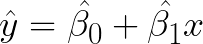 ŷ = β̂₀ + β̂₁x